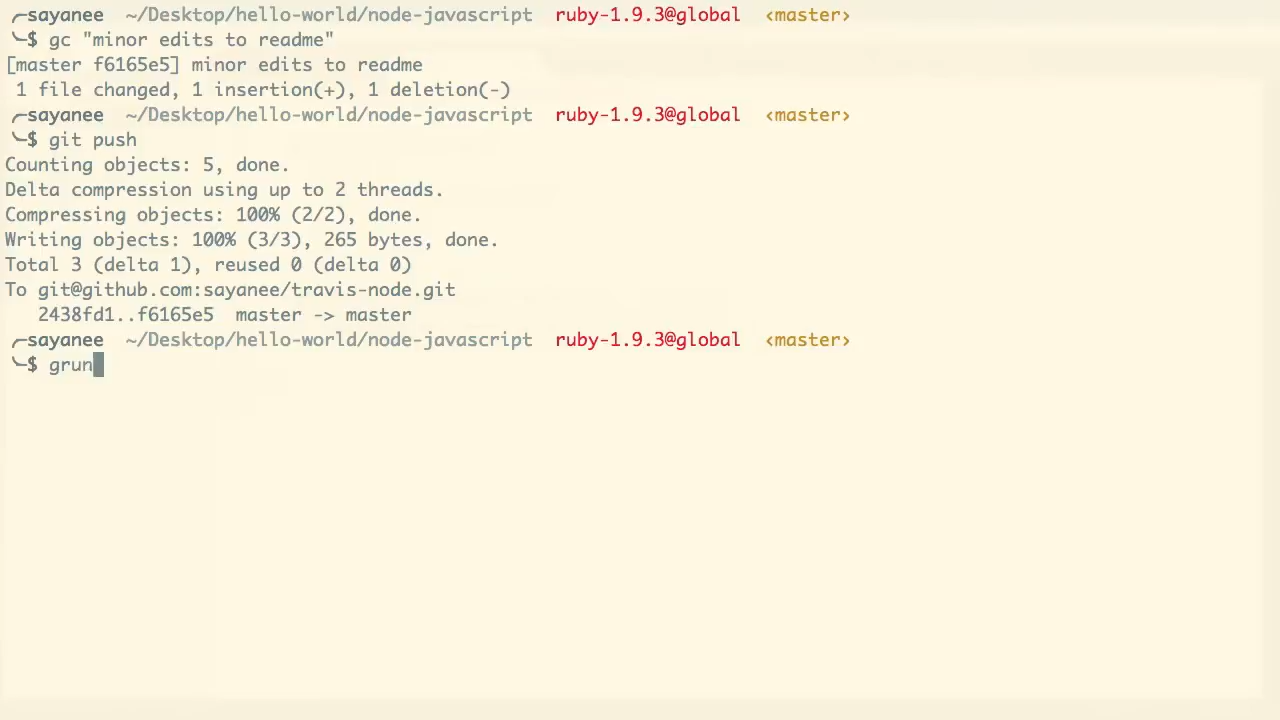 ╭─sayanee  ~/Desktop/hello-world/node-javascript  ruby-1.9.3@global  ‹master›
╰─$ gc "minor edits to readme"
[master f6165e5] minor edits to readme
 1 file changed, 1 insertion(+), 1 deletion(-)
╭─sayanee  ~/Desktop/hello-world/node-javascript  ruby-1.9.3@global  ‹master›
╰─$ git push
Counting objects: 5, done.
Delta compression using up to 2 threads.
Compressing objects: 100% (2/2), done.
Writing objects: 100% (3/3), 265 bytes, done.
Total 3 (delta 1), reused 0 (delta 0)
To git@github.com:sayanee/travis-node.git
   2438fd1..f6165e5  master -> master
╭─sayanee  ~/Desktop/hello-world/node-javascript  ruby-1.9.3@global  ‹master›
╰─$ grun